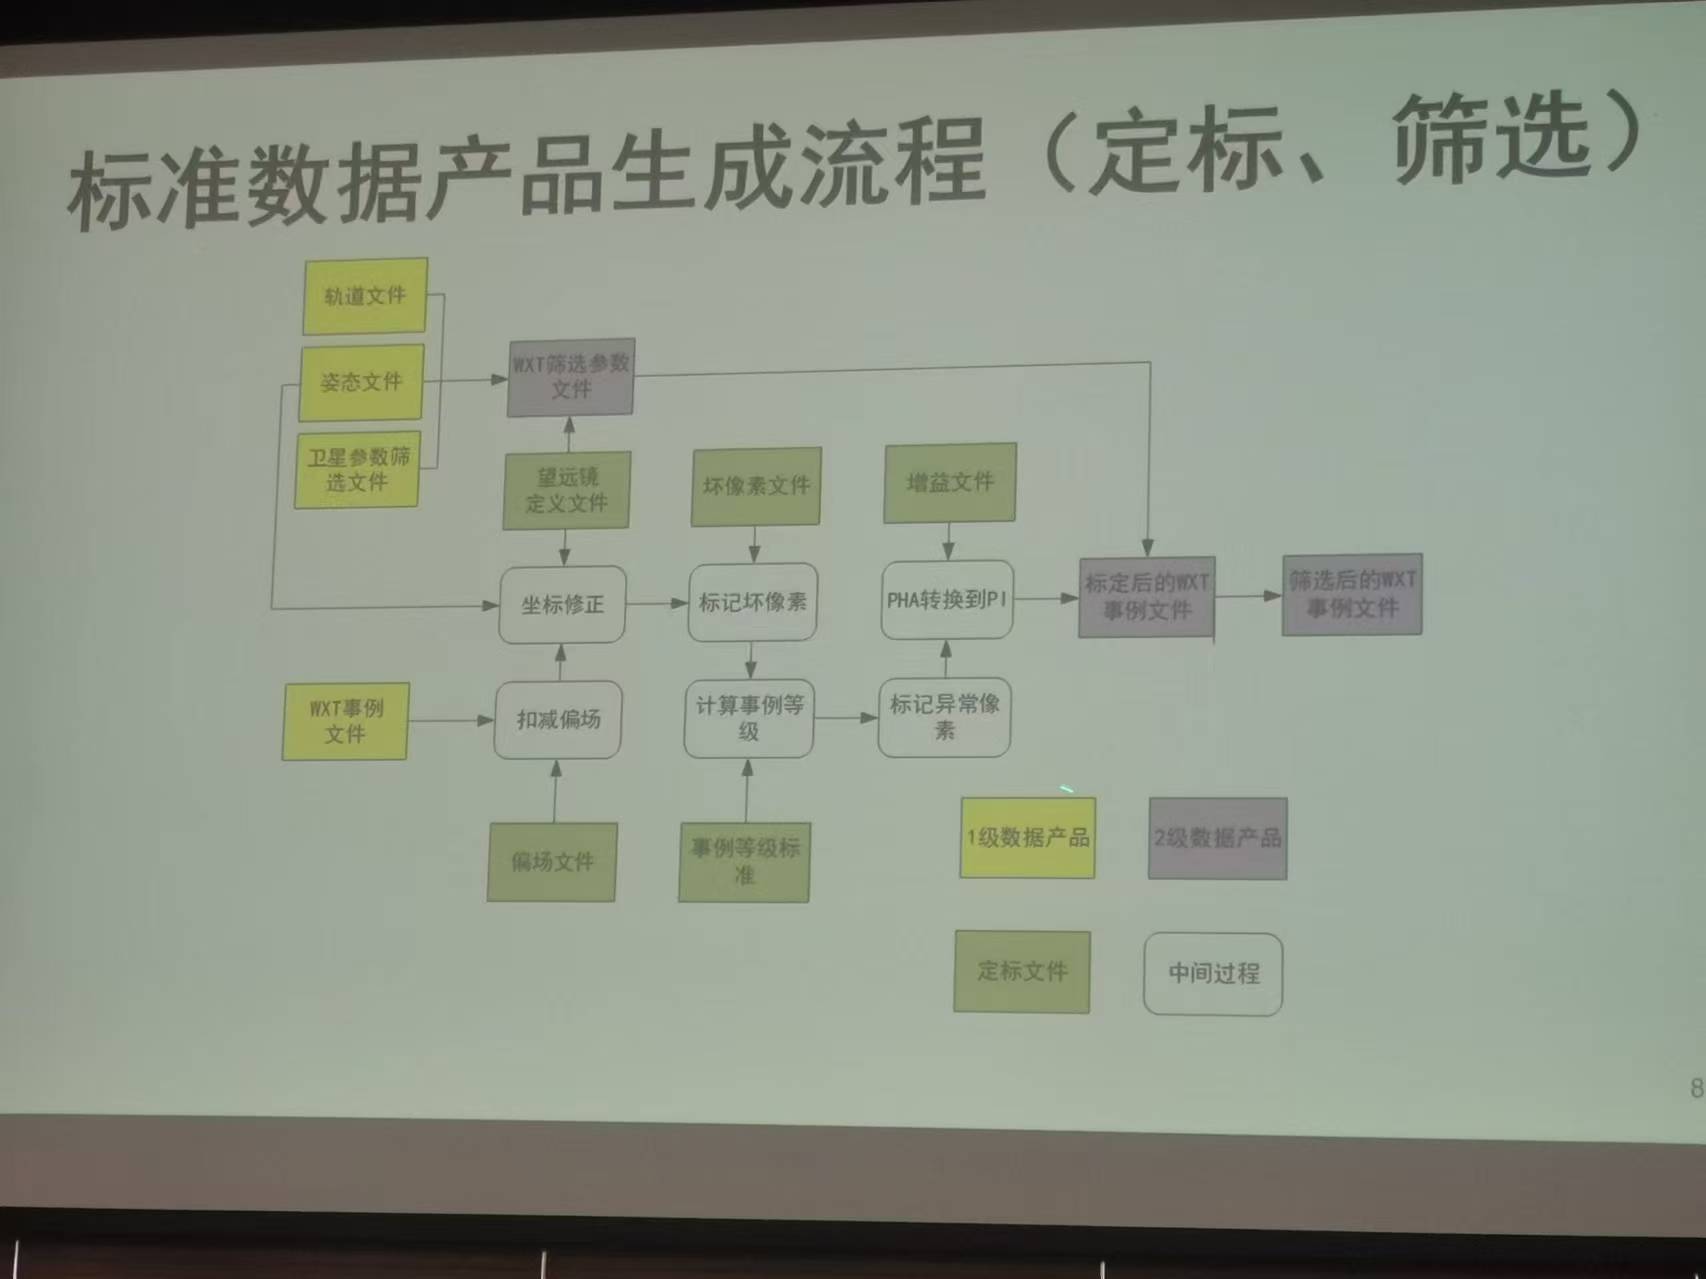 标准数据产品生成流程（定标、筛选）
轨道文件
姿态文件
卫星参数筛
选文件
WXT筛选参数
文件
望远镜
定义文件
坏像素文件
增益文件
坐标修正
标记坏像素
PHA转换到PI
标定后的WXT
事例文件
筛选后的WXT
事例文件
WXT事例
文件
扣减偏场
计算事例等
级
标记异常像
素
偏场文件
事例等级标
准
1级数据产品
2级数据产品
定标文件
中间过程
8